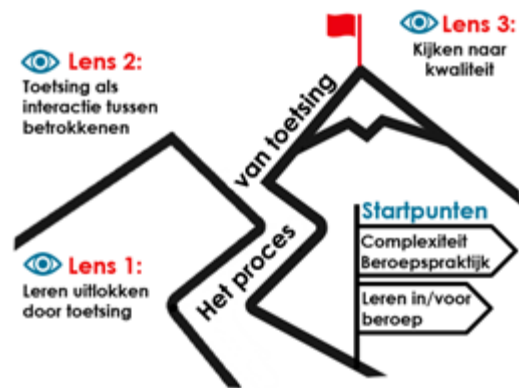 Lens 3:
Kijken naar
kwaliteit
Lens 2:
Toetsing als
interactie tussen
betrokkenen
van toetsing
Het proces
Lens 1:
Leren uitlokken
door toetsing
Startpunten
Complexiteit
Beroepspraktijk
Leren in/voor
beroep